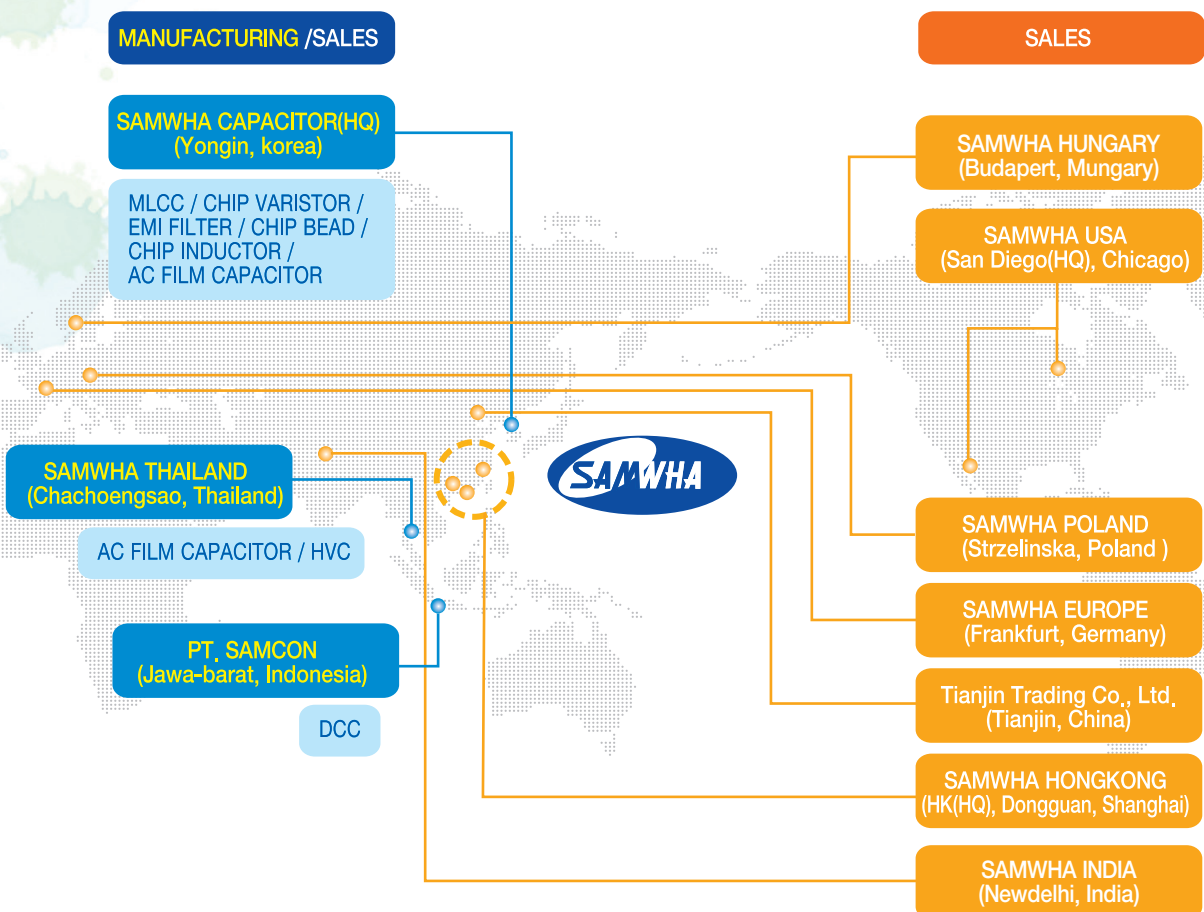 MANUFACTURING /SALES
SAMWHA CAPACITOR(HQ)
(Yongin, korea)
MLCC / CHIP VARISTOR /
EMI FILTER / CHIP BEAD /
CHIP INDUCTOR /
AC FILM CAPACITOR
SAMWHA THAILAND
(Chachoengsao, Thailand)
AC FILM CAPACITOR / HVC
PT. SAMCON
(Jawa-barat, Indonesia)
DCC
SAMWHA
SALES
SAMWHA HUNGARY
(Budapert, Mungary)
SAMWHA USA
(San Diego(HQ), Chicago)
SAMWHA POLAND
(Strzelinska, Poland )
SAMWHA EUROPE
(Frankfurt, Germany)
Tianjin Trading Co., Ltd.
(Tianjin, China)
SAMWHA HONGKONG
(HK(HQ), Dongguan, Shanghai)
SAMWHA INDIA
(Newdelhi, India)